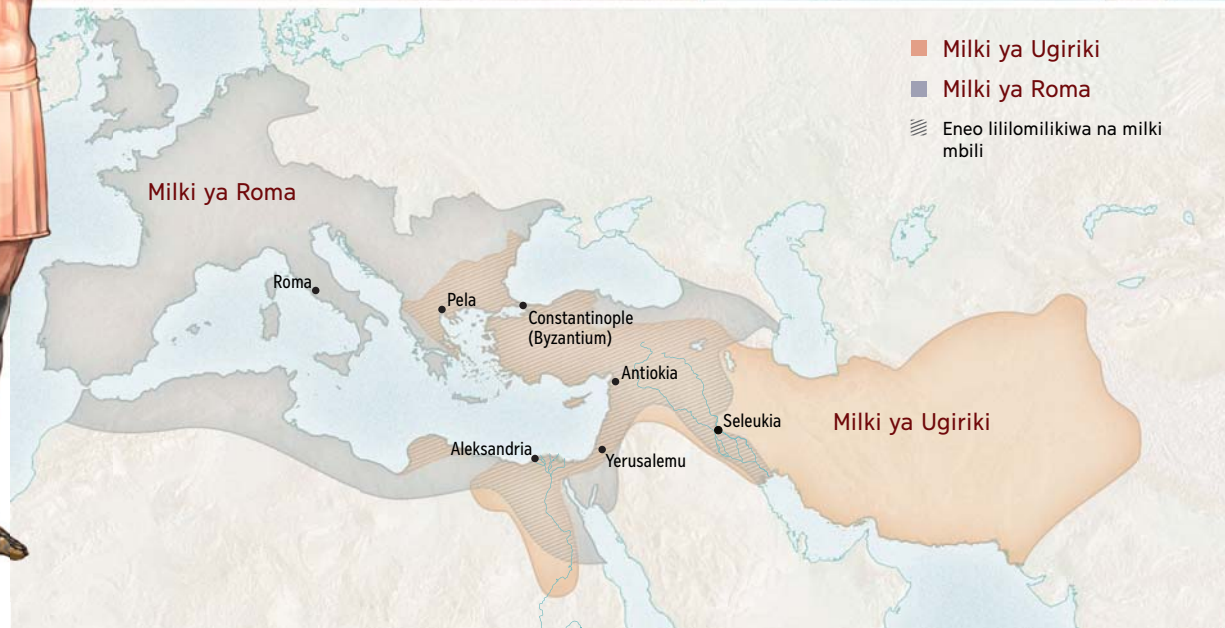 Milki ya Ugiriki
Milki ya Roma
Eneo lililomilikiwa na milki
mbili
Milki ya Roma
Roma
Pela
Constantinople
(Byzantium)
Antiokia
Seleukia
Milki ya Ugiriki
Aleksandria
Yerusalemu